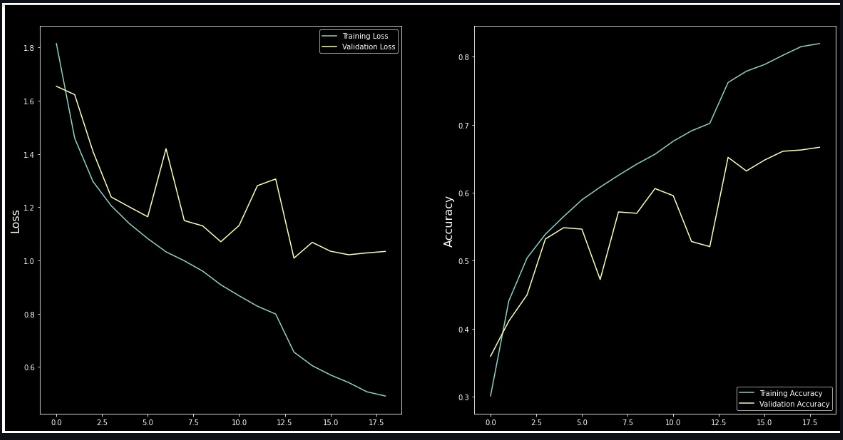 Training Loss
Validation Loss
1.8
1.6
1.4
1.2
1.0
0.8
0.6
Loss
0.0 2.5 5.0 7.5 10.0 12.5 15.0 17.5
0.8
0.7
0.6
0.5
0.4
0.3
Accuracy
Training Accuracy
Validation Accuracy
0.0 2.5 5.0 7.5 10.0 12.5 15.0 17.5